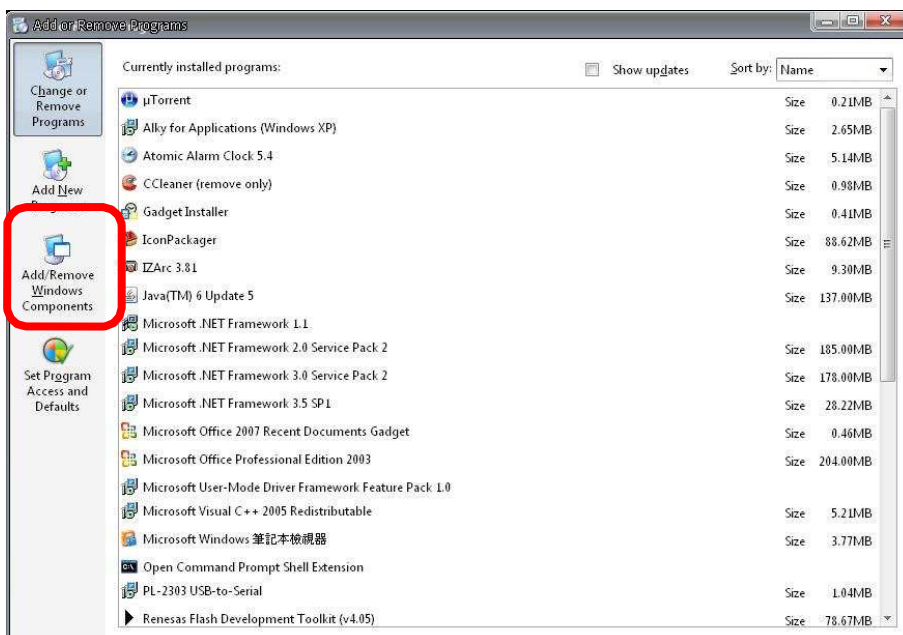 Add or Remove Programs
Change or
Remove
Programs
Add New
Add/Remove
Windows
Components
Set Program
Access and
Defaults
Currently installed programs:
Show updates
Sort by: Name
µTorrent Size 0.21MB
Alky for Applications (Windows XP) Size 2.65MB
Atomic Alarm Clock 5.4 Size 5.14MB
CCleaner (remove only) Size 0.98MB
Gadget Installer Size 0.41MB
IconPackager Size 88.62MB
IZArc 3.81 Size 9.30MB
Java(TM) 6 Update 5 Size 137.00MB
Microsoft .NET Framework 1.1
Microsoft .NET Framework 2.0 Service Pack 2 Size 185.00MB
Microsoft .NET Framework 3.0 Service Pack 2 Size 178.00MB
Microsoft .NET Framework 3.5 SP1 Size 28.22MB
Microsoft Office 2007 Recent Documents Gadget Size 0.46MB
Microsoft Office Professional Edition 2003 Size 204.00MB
Microsoft User-Mode Driver Framework Feature Pack 1.0
Microsoft Visual C++ 2005 Redistributable Size 5.21MB
Microsoft Windows 筆記本檢視器 Size 3.77MB
Open Command Prompt Shell Extension
PL-2303 USB-to-Serial Size 1.04MB
Renesas Flash Development Toolkit (v4.05) Size 78.67MB